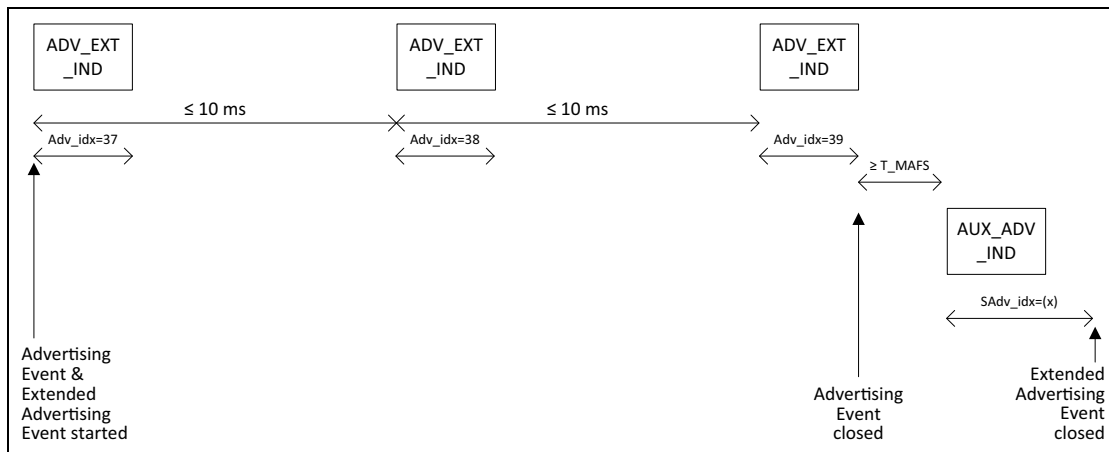 ADV_EXT
_IND
ADV_EXT
_IND
ADV_EXT
_IND
≤ 10 ms
≤ 10 ms
Adv_idx=37
Adv_idx=38
Adv_idx=39
≥ T_MAFS
AUX_ADV
_IND
SAdv_idx=(x)
Advertising
Event &
Extended
Advertising
Event started
Advertising
Event
closed
Extended
Advertising
Event
closed